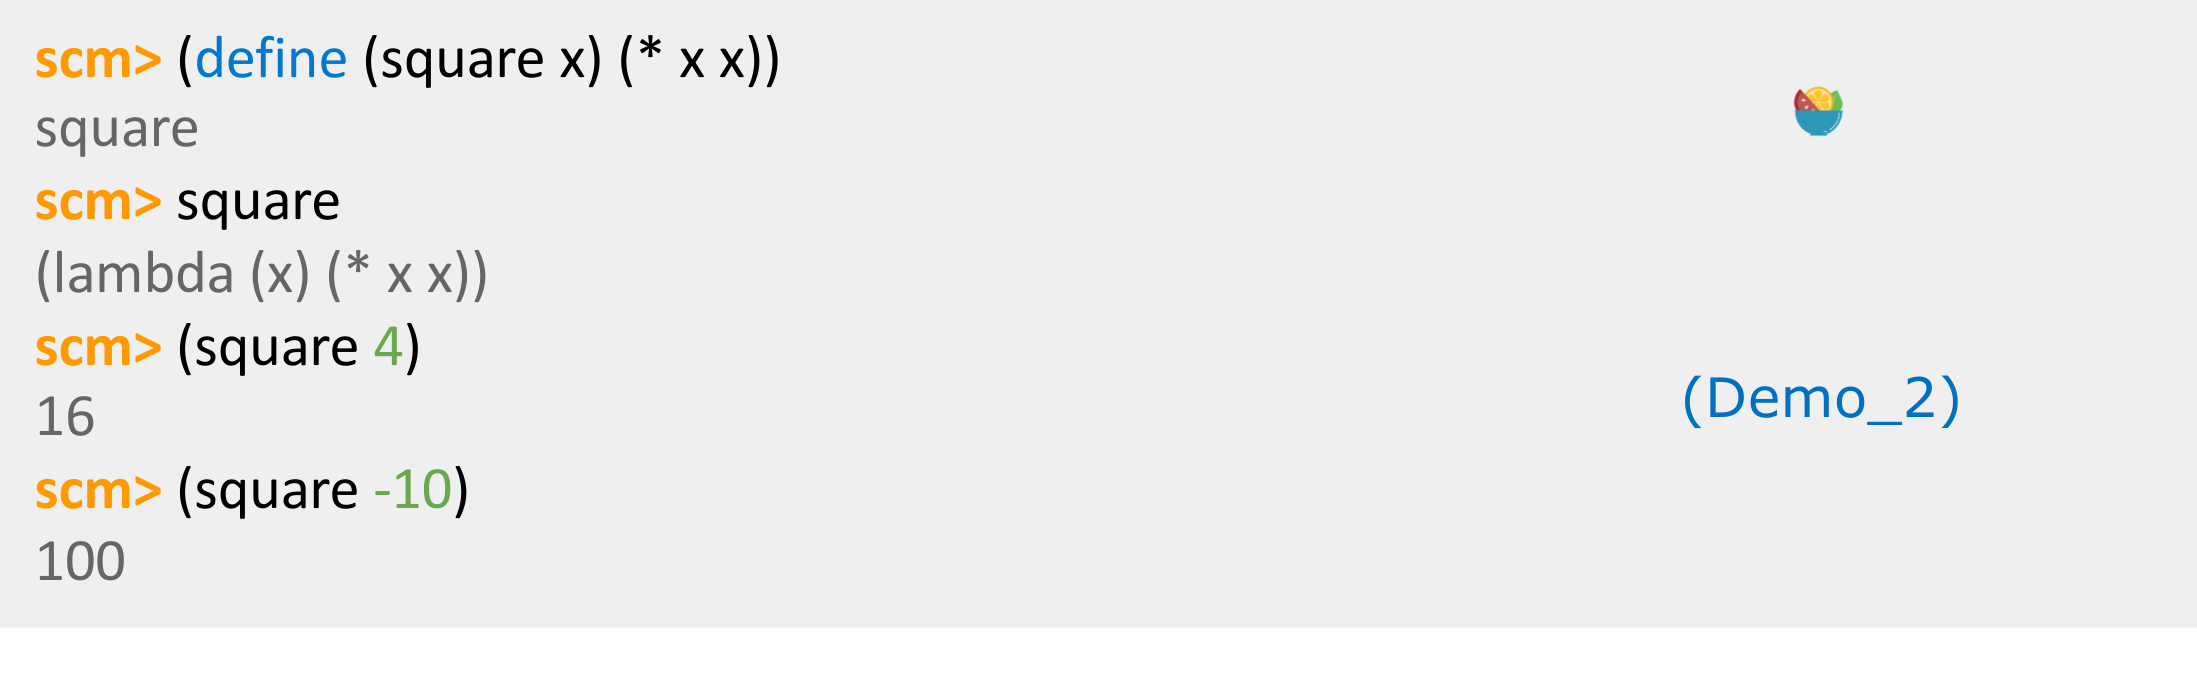 scm> (define (square x) (* x x))
square
scm> square
(lambda (x) (* x x))
scm> (square 4)
16
(Demo_2)
scm> (square -10)
100